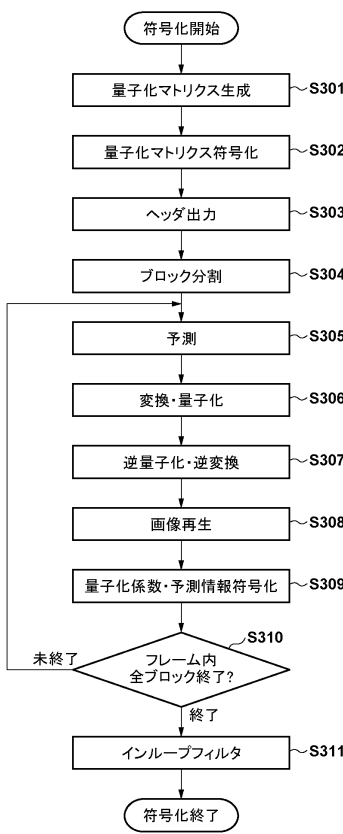 符号化開始
量子化マトリクス生成 S301
量子化マトリクス符号化 S302
ヘッダ出力 S303
ブロック分割 S304
予測 S305
変換・量子化 S306
逆量子化・逆変換 S307
画像再生 S308
量子化係数・予測情報符号化 S309
S310
未終了
フレーム内
全ブロック終了?
終了
インループフィルタ S311
符号化終了